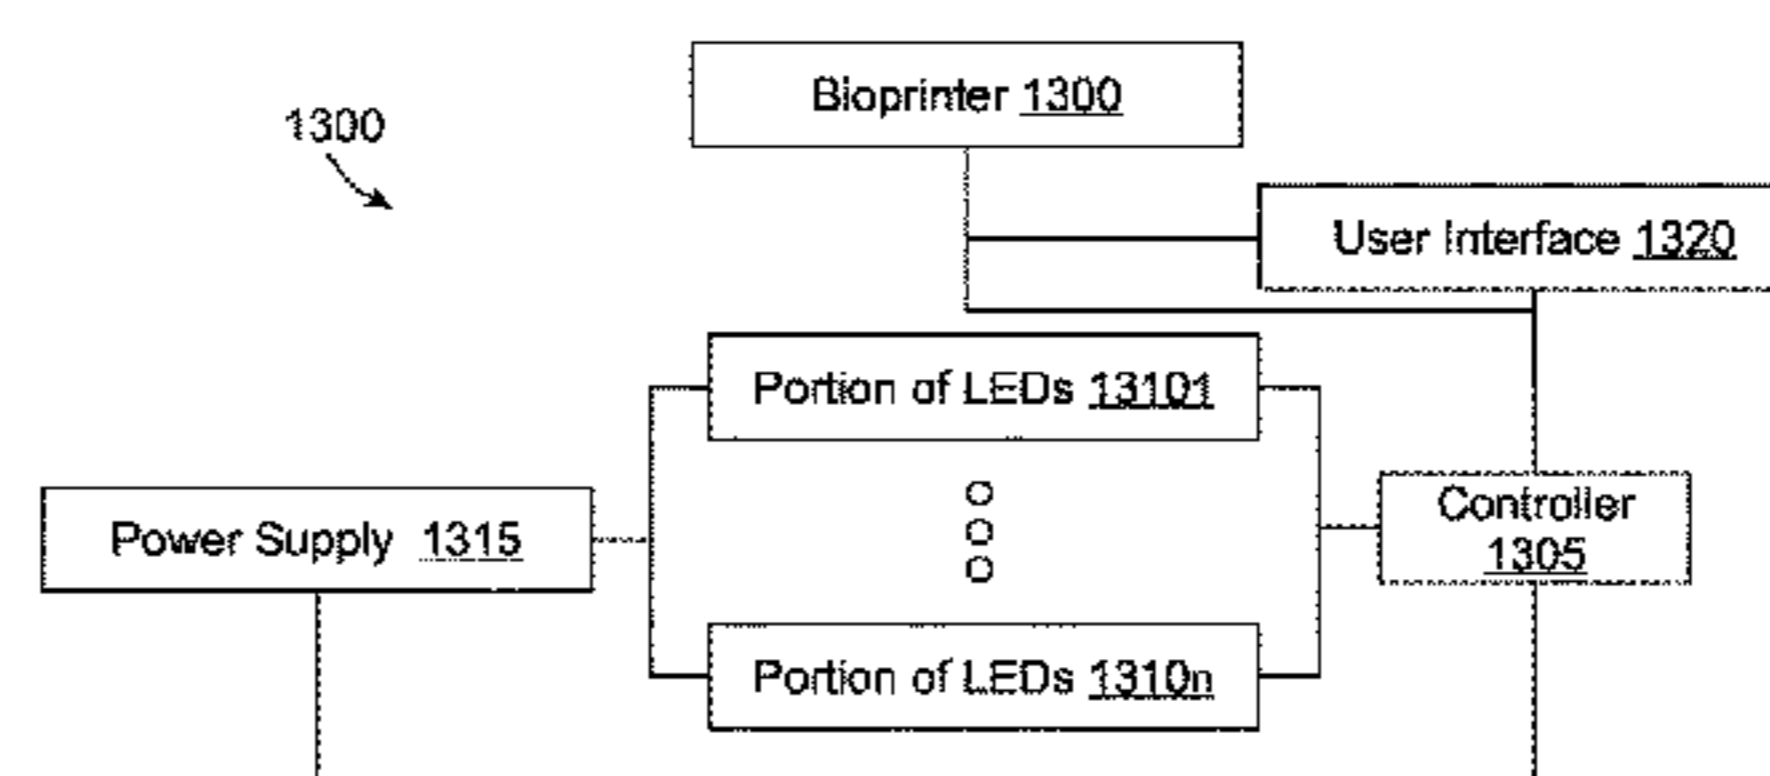 Bioprinter 1300
1300
User Interface 1320
Portion of LEDs 13101
Power Supply 1315
Controller
1305
Portion of LEDs 1310n